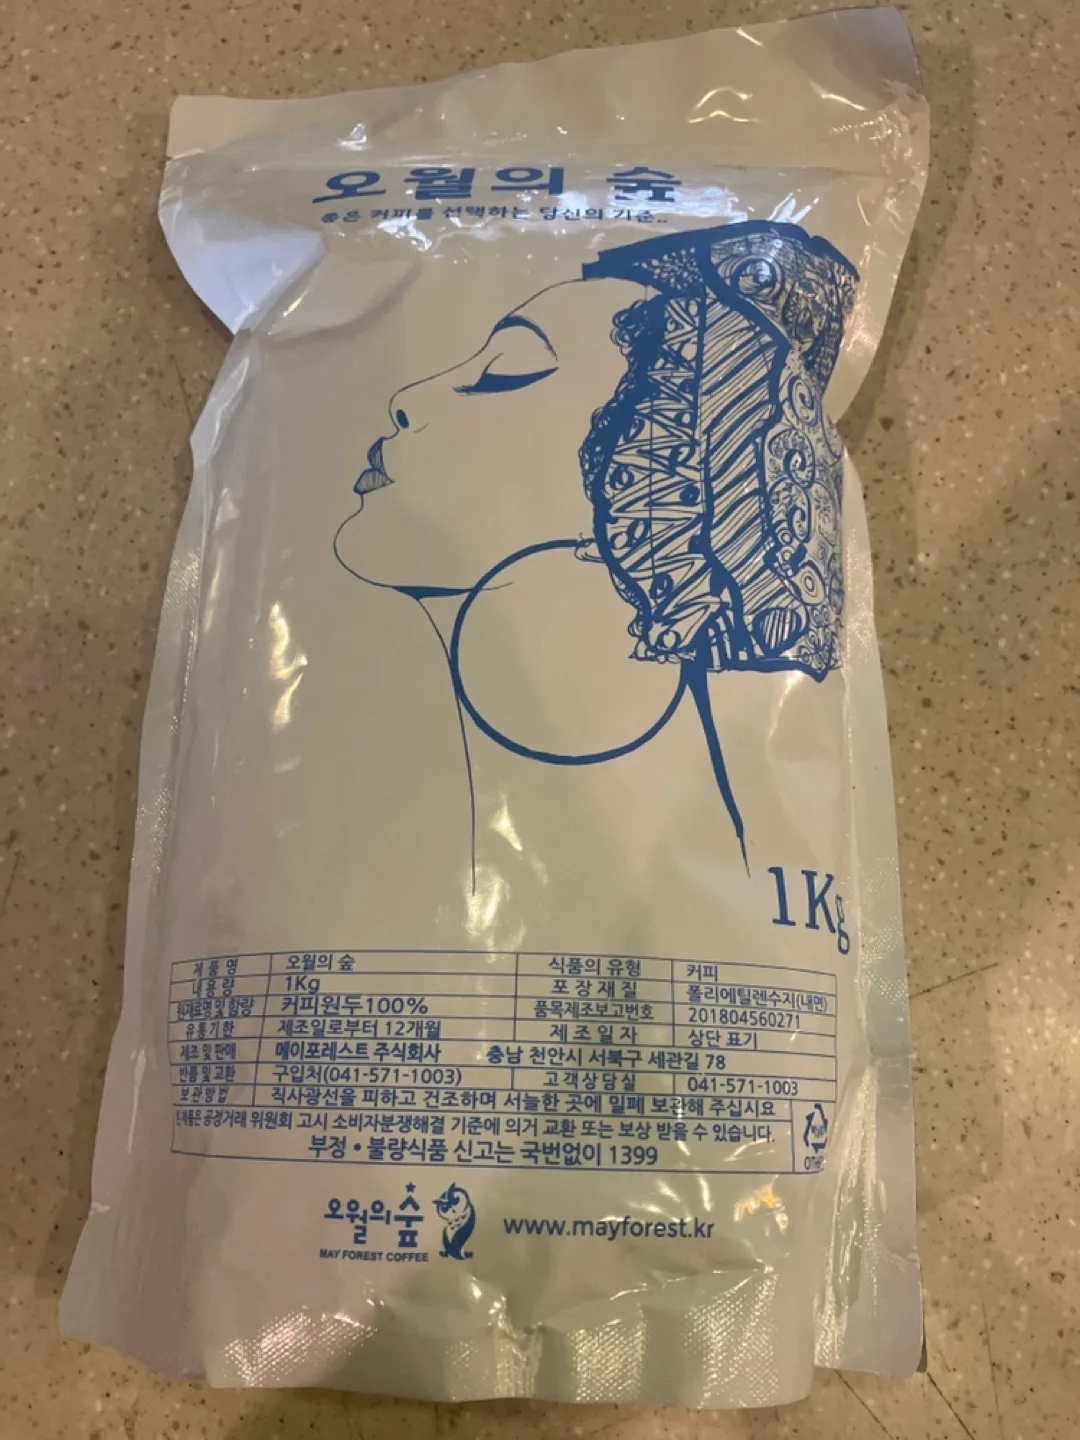 오월의 숲
좋은 커피를 선택하는 당신의 기준..
1Kg
제 품 명 오월의 숲 식품의 유형 커피
내 용 량 1Kg 포 장 재 질 폴리에틸렌수지(내면)
원재료명및함량 커피원두100% 품목제조보고번호 201804560271
유 통 기 한 제조일로부터 12개월 제 조 일 자 상단 표기
제조 및 판매 메이포레스트 주식회사 충남 천안시 서북구 세관길 78
반품 및 교환 구입처(041-571-1003) 고객상담실 041-571-1003
보 관 방 법 직사광선을 피하고 건조하며 서늘한 곳에 밀폐 보관해 주십시요
본 제품은 공정거래 위원회 고시 소비자분쟁해결 기준에 의거 교환 또는 보상 받을 수 있습니다.
부정 • 불량식품 신고는 국번없이 1399
오월의숲
MAY FOREST COFFEE
www.mayforest.kr